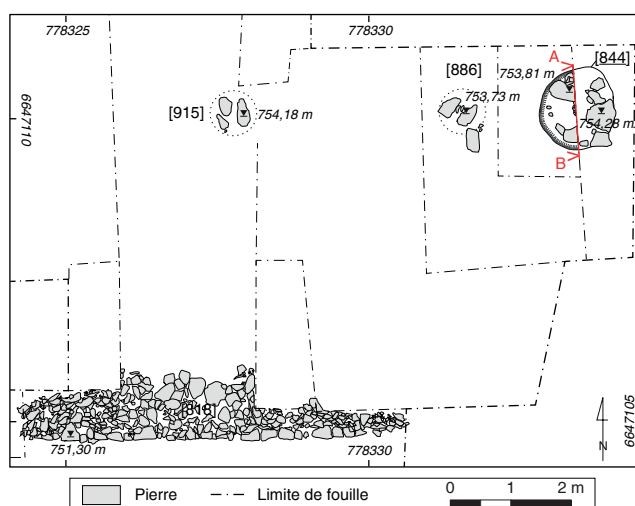 778325
778330
A
[844]
[886]
753,81 m
753,73 m
[915]
754,18 m
754,28 m
6647110
B
[818]
6647105
N
751,30 m
778330
Pierre
Limite de fouille
0 1 2 m